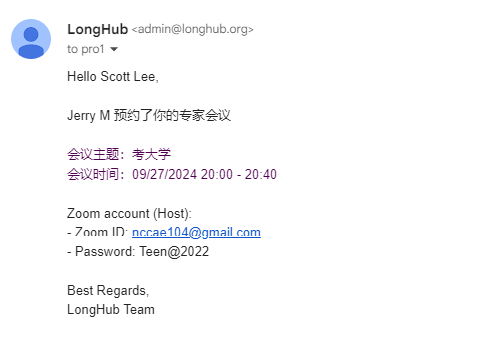 LongHub <admin@longhub.org>
to pro1
Hello Scott Lee,
Jerry M 预约了你的专家会议
会议主题：考大学
会议时间：09/27/2024 20:00 - 20:40
Zoom account (Host):
- Zoom ID: nccae104@gmail.com
- Password: Teen@2022
Best Regards,
LongHub Team